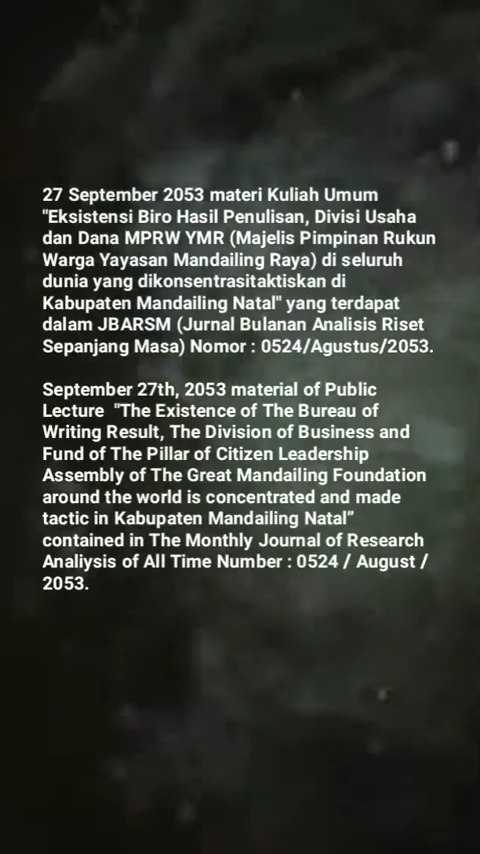 27 September 2053 materi Kuliah Umum
"Eksistensi Biro Hasil Penulisan, Divisi Usaha
dan Dana MPRW YMR (Majelis Pimpinan Rukun
Warga Yayasan Mandailing Raya) di seluruh
dunia yang dikonsentrasitaktiskan di
Kabupaten Mandailing Natal" yang terdapat
dalam JBARSM (Jurnal Bulanan Analisis Riset
Sepanjang Masa) Nomor : 0524/Agustus/2053.
September 27th, 2053 material of Public
Lecture "The Existence of The Bureau of
Writing Result, The Division of Business and
Fund of The Pillar of Citizen Leadership
Assembly of The Great Mandailing Foundation
around the world is concentrated and made
tactic in Kabupaten Mandailing Natal"
contained in The Monthly Journal of Research
Analiysis of All Time Number : 0524 / August /
2053.